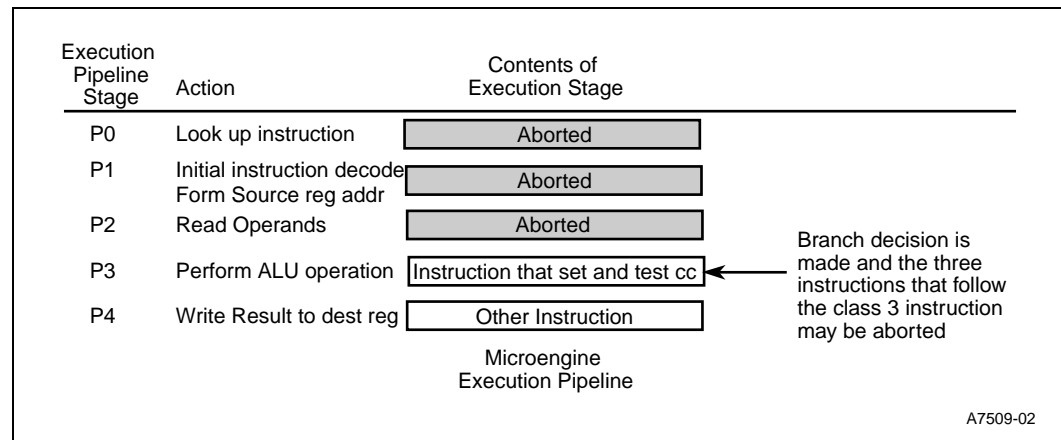 Execution
Pipeline
Stage
Action
Contents of
Execution Stage
P0
Look up instruction
Aborted
P1
Initial instruction decode
Form Source reg addr
Aborted
P2
Read Operands
Aborted
P3
Perform ALU operation
Instruction that set and test cc
Branch decision is
made and the three
instructions that follow
the class 3 instruction
may be aborted
P4
Write Result to dest reg
Other Instruction
Microengine
Execution Pipeline
A7509-02